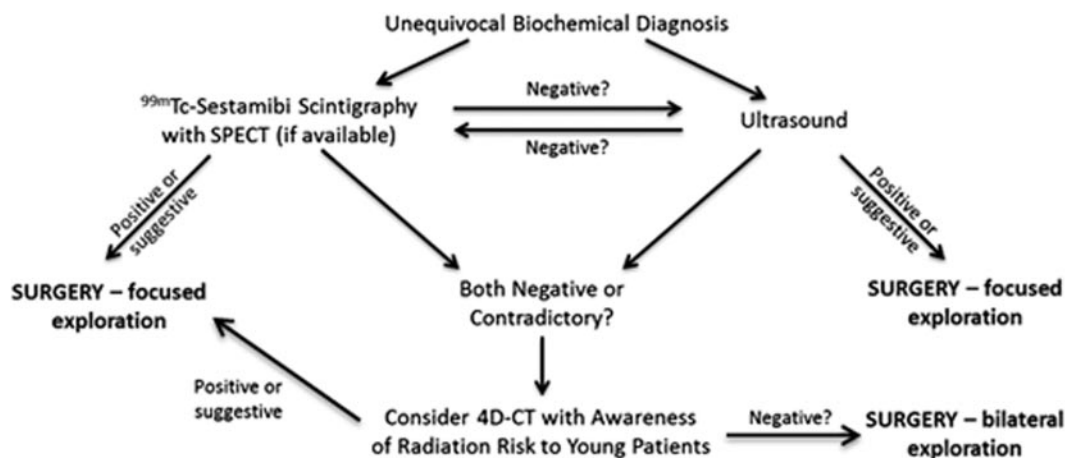 Unequivocal Biochemical Diagnosis
Negative?
⁹⁹ᵐTc-Sestamibi Scintigraphy
with SPECT (if available)
Ultrasound
Negative?
Positive or
suggestive
Positive or
suggestive
SURGERY – focused
exploration
Both Negative or
Contradictory?
SURGERY – focused
exploration
Positive or
suggestive
Consider 4D-CT with Awareness
of Radiation Risk to Young Patients
Negative?
SURGERY – bilateral
exploration